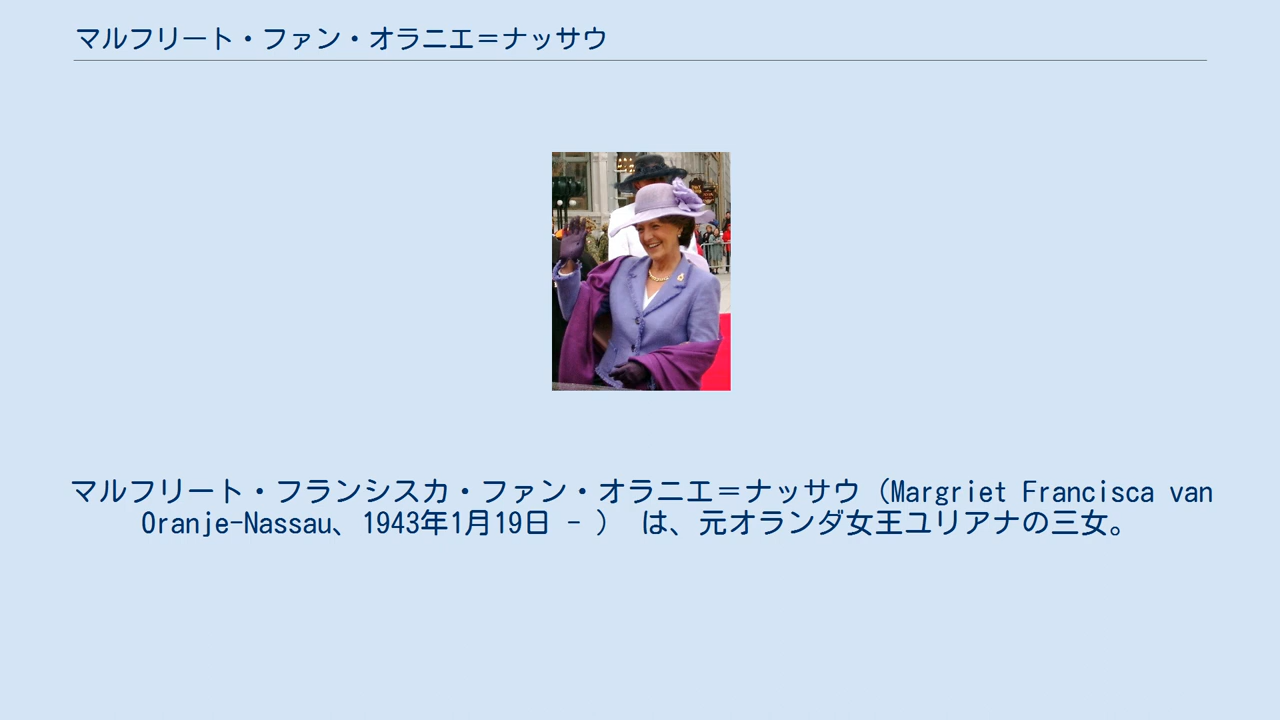 マルフリート・ファン・オラニエ＝ナッサウ
マルフリート・フランシスカ・ファン・オラニエ＝ナッサウ（Margriet Francisca van
Oranje-Nassau、1943年1月19日 - ） は、元オランダ女王ユリアナの三女。